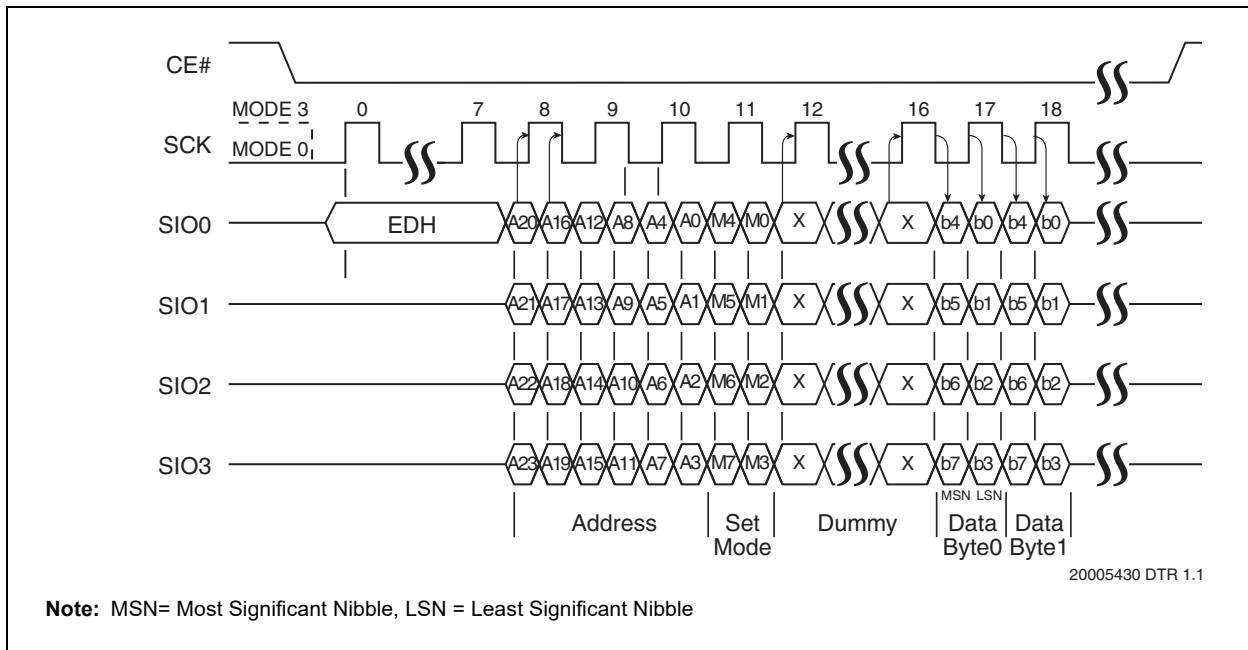 CE#
MODE 3
0 7 8 9 10 11 12 16 17 18
SCK
MODE 0
SIO0 EDH A20 A16 A12 A8 A4 A0 M4 M0 X X b4 b0 b4 b0
SIO1 A21 A17 A13 A9 A5 A1 M5 M1 X X b5 b1 b5 b1
SIO2 A22 A18 A14 A10 A6 A2 M6 M2 X X b6 b2 b6 b2
SIO3 A23 A19 A15 A11 A7 A3 M7 M3 X X b7 b3 b7 b3
MSN LSN
Address Set Mode Dummy Data Byte0 Data Byte1
20005430 DTR 1.1
Note: MSN= Most Significant Nibble, LSN = Least Significant Nibble